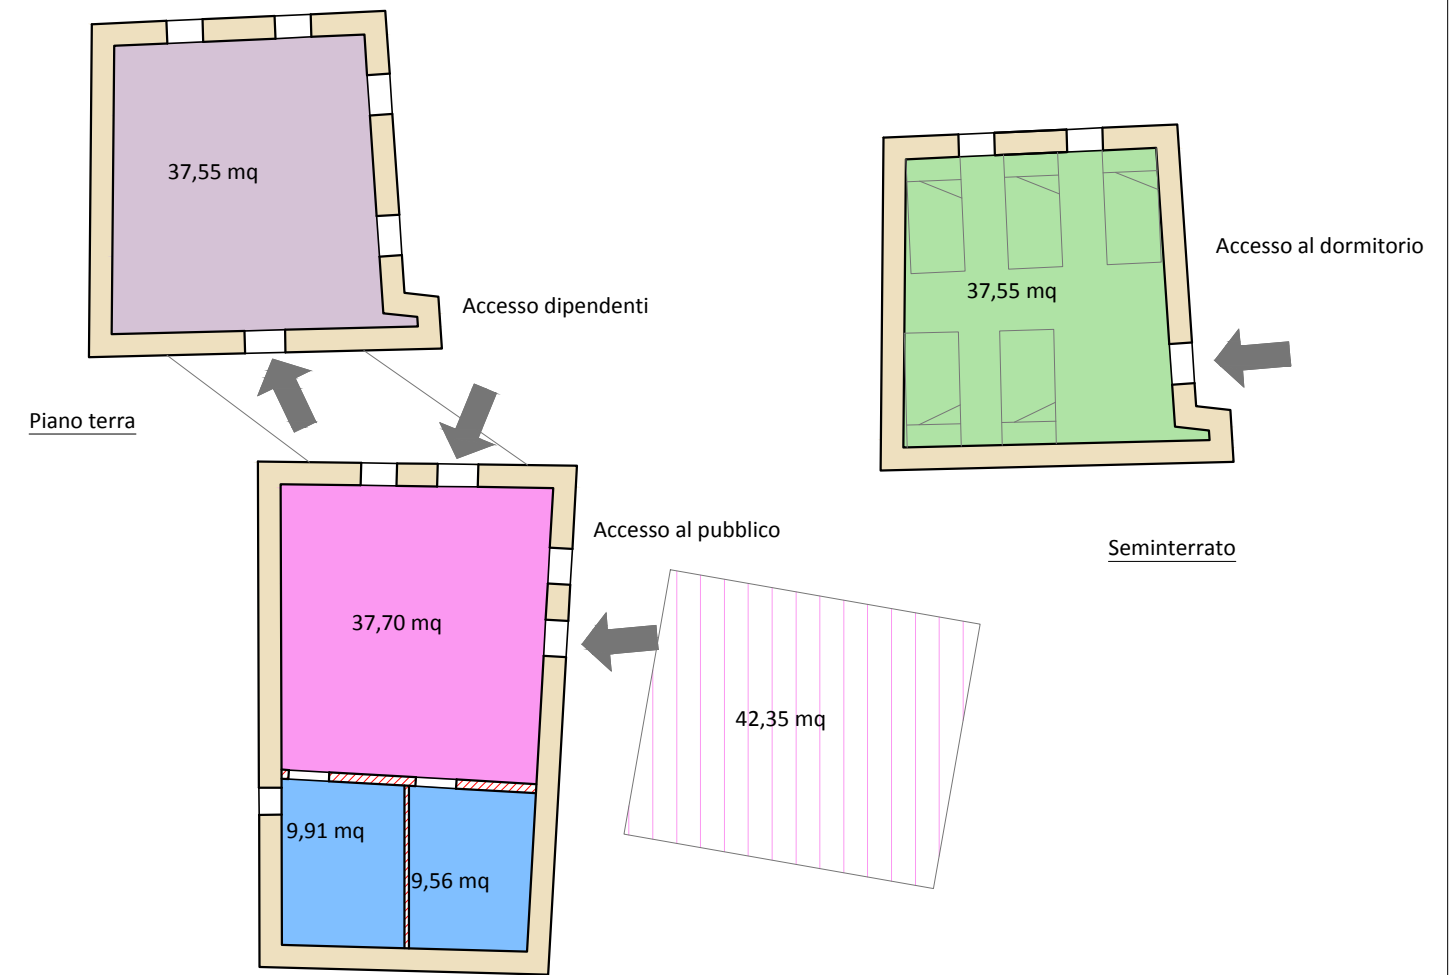 37,55 mq
Accesso dipendenti
Piano terra
Accesso al pubblico
37,70 mq
42,35 mq
9,91 mq
9,56 mq
Accesso al dormitorio
37,55 mq
Seminterrato